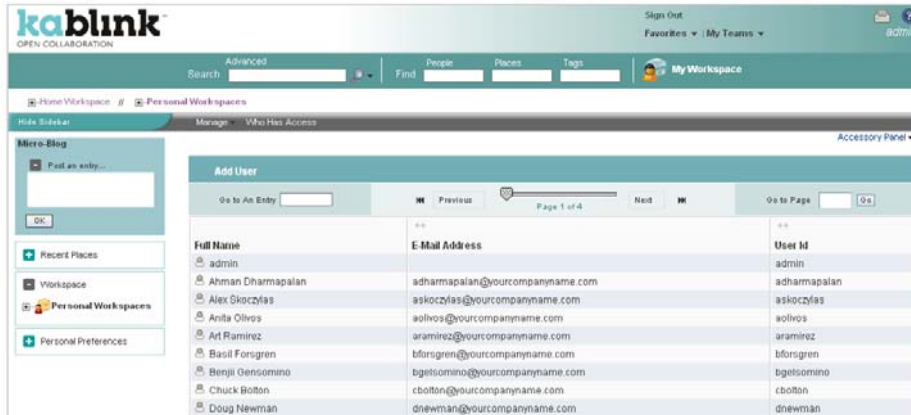 kablink
OPEN COLLABORATION
Sign Out
Favorites My Teams
Advanced
Search
People Places Tags
Find
My Workspace
Home Workspace // Personal Workspaces
Hide Sidebar
Manage Who Has Access
Accessory Panel
Micro-Blog
Post an entry...
OK
Recent Places
Workspace
Personal Workspaces
Personal Preferences
Add User
Go to An Entry
Previous
Page 1 of 4
Next
Go to Page Go
Full Name E-Mail Address User Id
admin admin
Ahman Dharmapalan adharmapalan@yourcompanyname.com adharmapalan
Alex Skoczylas askoczylas@yourcompanyname.com askoczylas
Anita Olivos aolivos@yourcompanyname.com aolivos
Art Ramirez aramirez@yourcompanyname.com aramirez
Basil Forsgren bforsgren@yourcompanyname.com bforsgren
Benjii Gensomino bgelsomino@yourcompanyname.com bgelsomino
Chuck Bolton cbolton@yourcompanyname.com cbolton
Doug Newman dnewman@yourcompanyname.com dnewman